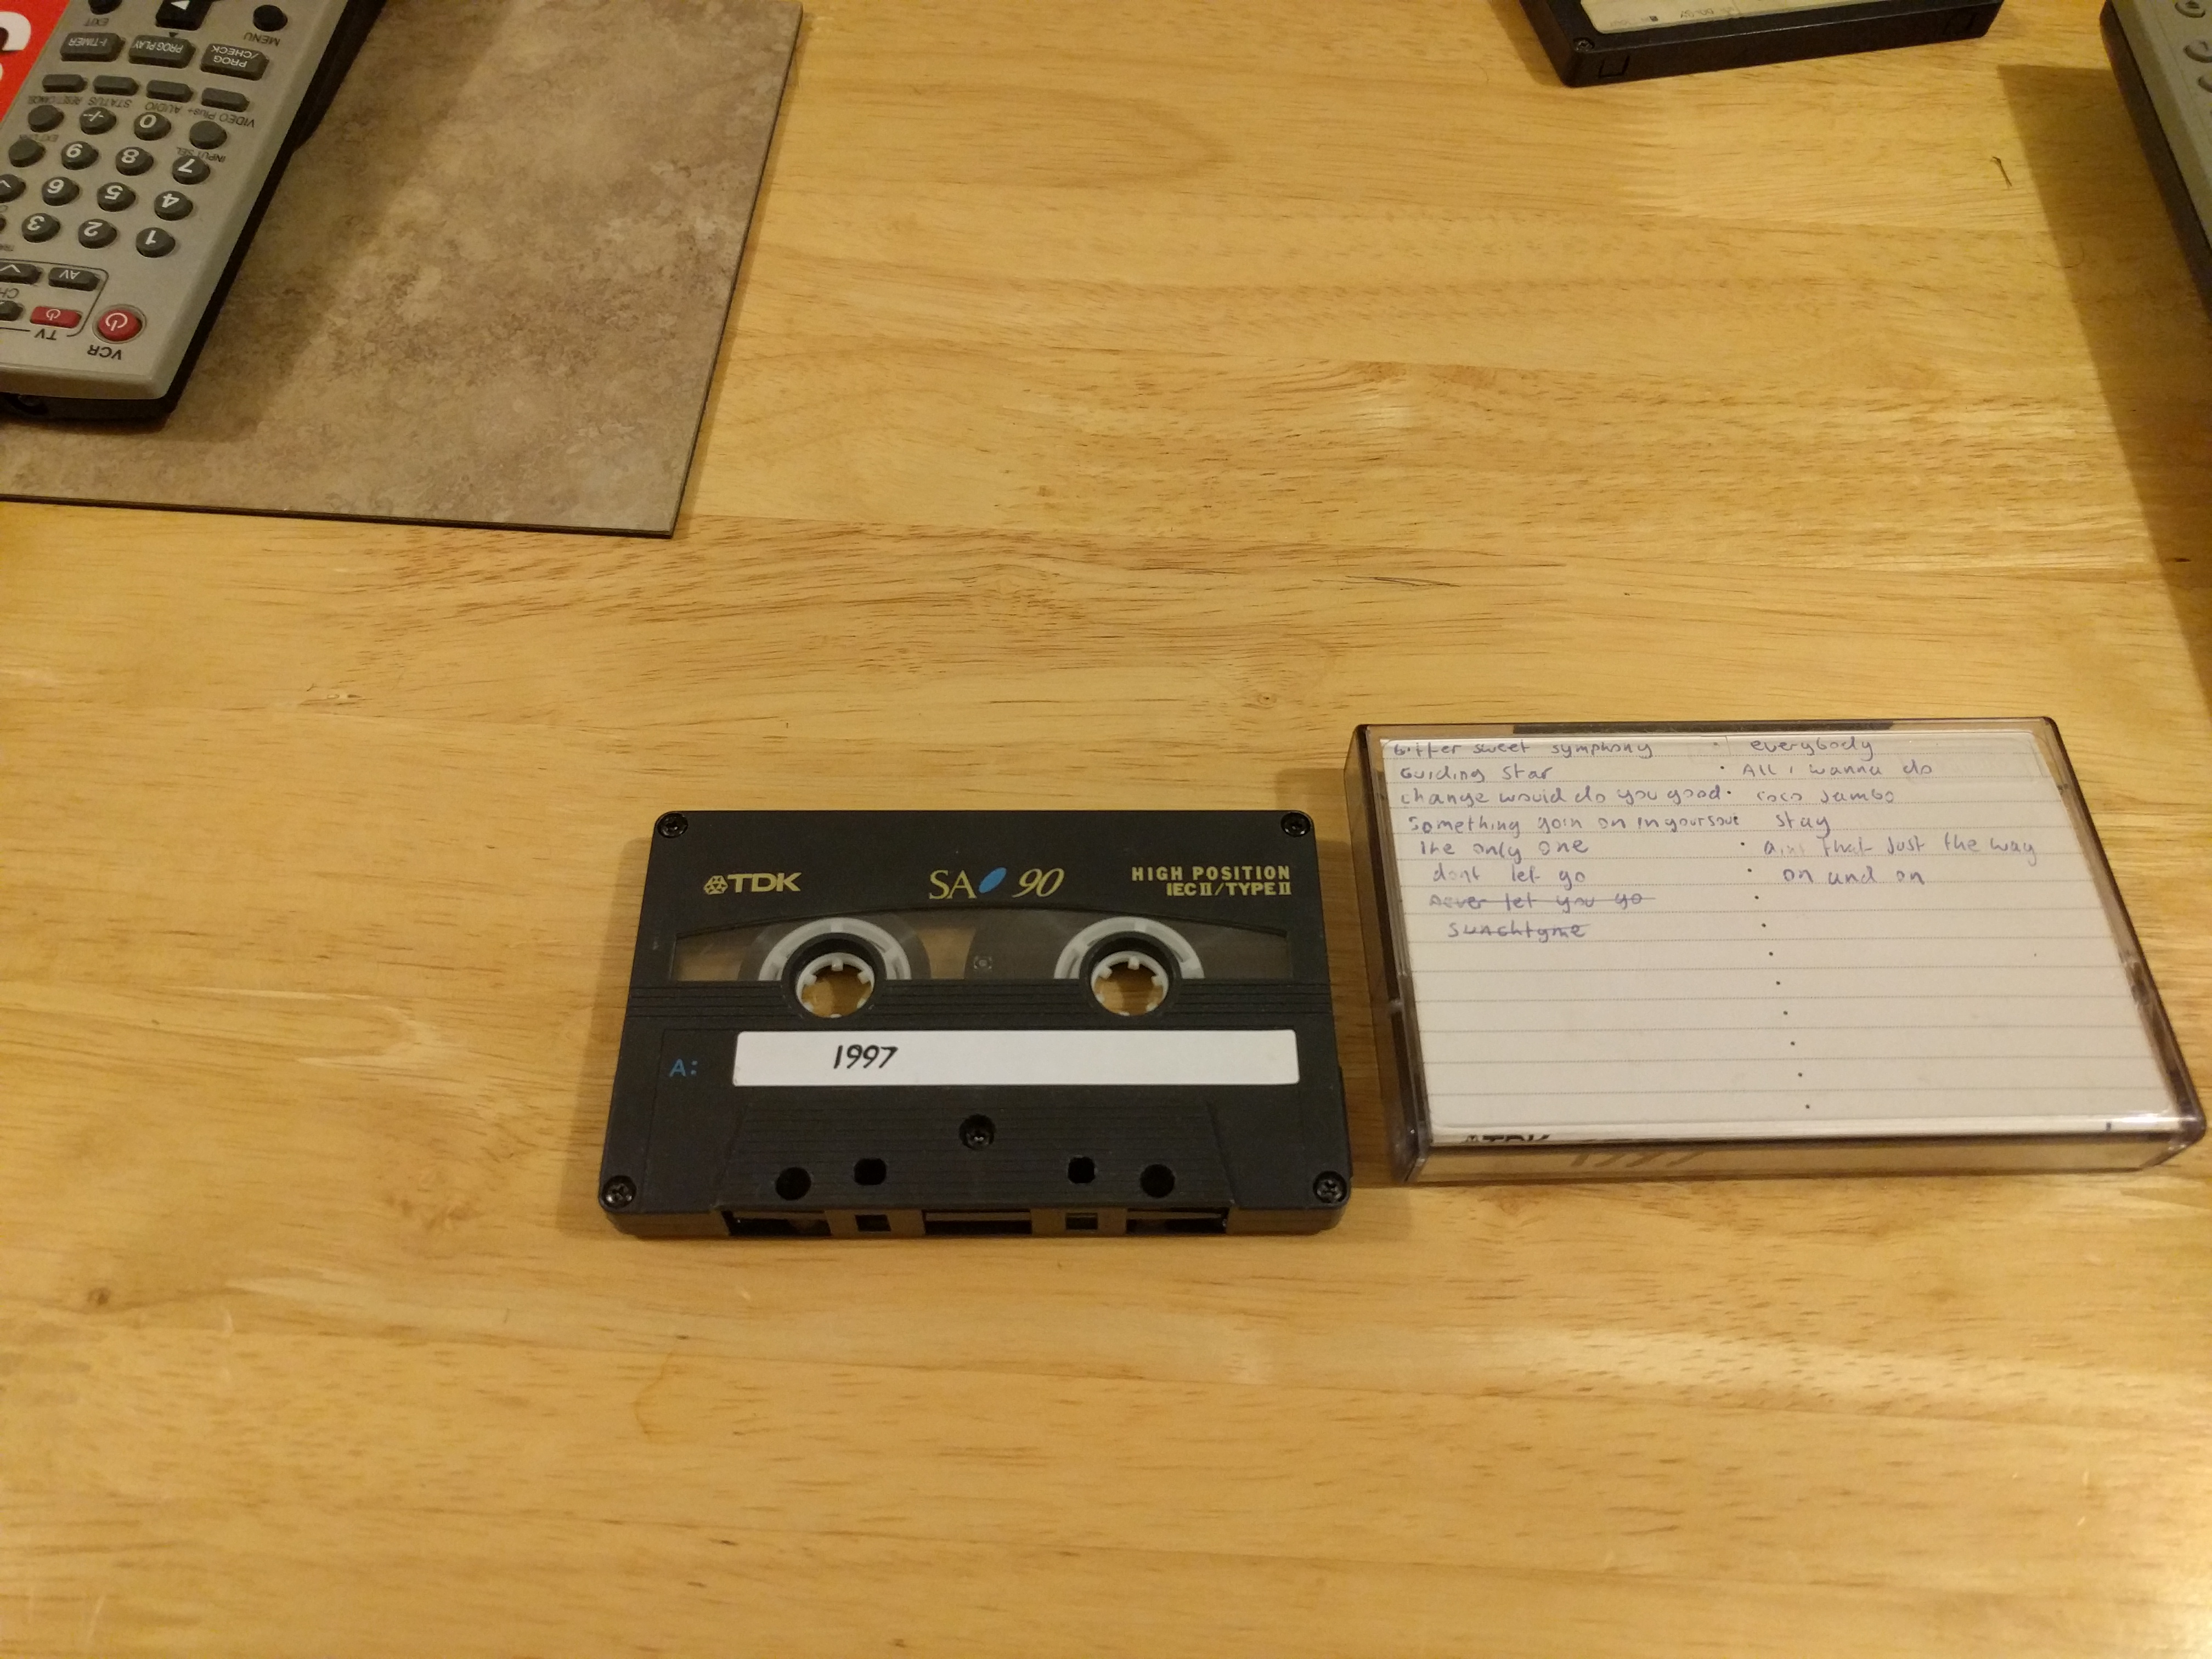 EXIT
MENU
I-TIMER
PROG PLAY
PROG /CHECK
RESET/CANCEL
STATUS
AUDIO
VIDEO Plus+
-/--
0
INPUT SEL.
9
8
7
6
5
4
3
2
1
AV
CH
TV
VCR
TDK
SA 90
HIGH POSITION
IEC II/TYPE II
A:
1997
bitter sweet symphony
Guiding Star
change would do you good
Something goin on in your soul
the only one
dont let go
never let you go
sunchtyme
everybody
All i wanna do
coco Jambo
stay
aint that just the way
on and on
TDK
1997